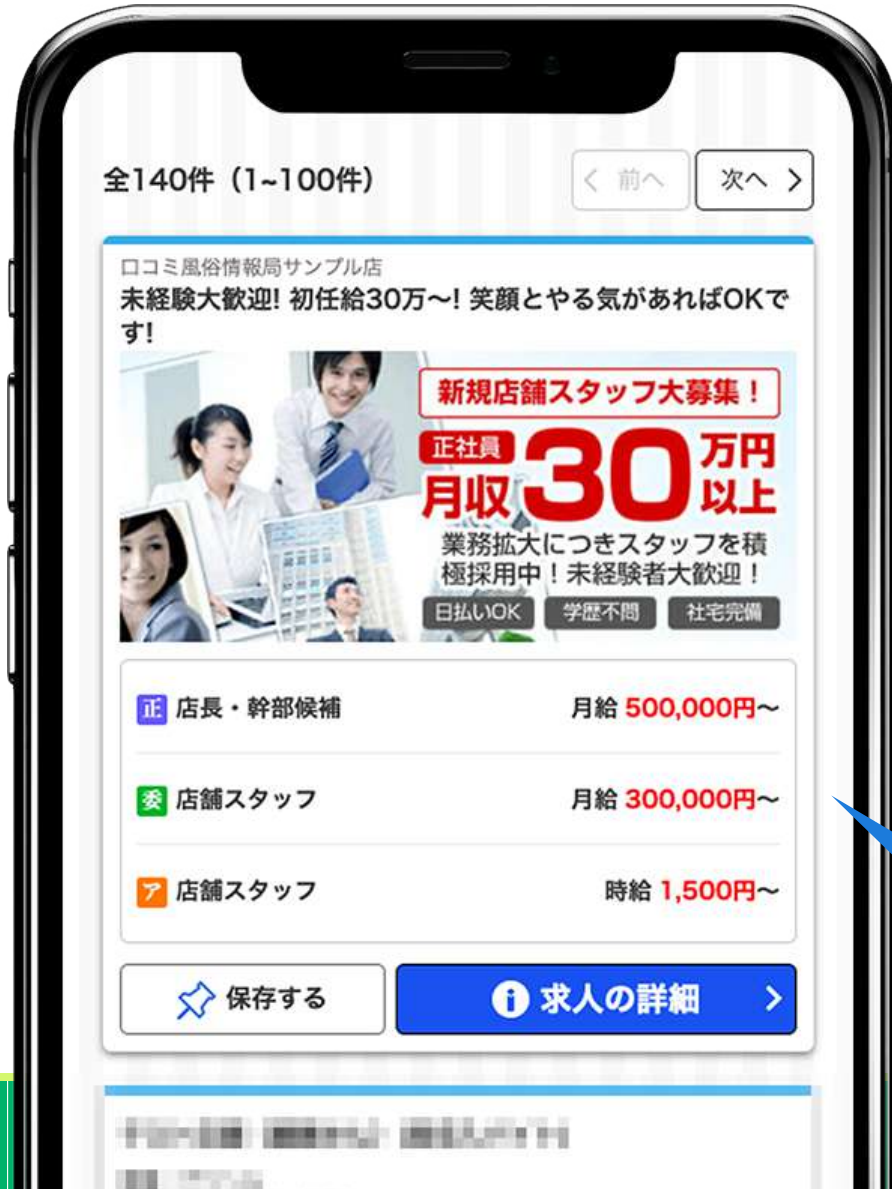 全140件（1~100件）
前へ
次へ
口コミ風俗情報局サンプル店
未経験大歓迎! 初任給30万〜! 笑顔とやる気があればOKで
す!
新規店舗スタッフ大募集！
正社員
月収30万円以上
業務拡大につきスタッフを積
極採用中！未経験者大歓迎！
日払いOK 学歴不問 社宅完備
正 店長・幹部候補 月給 500,000円〜
委 店舗スタッフ 月給 300,000円〜
ア 店舗スタッフ 時給 1,500円〜
保存する
求人の詳細